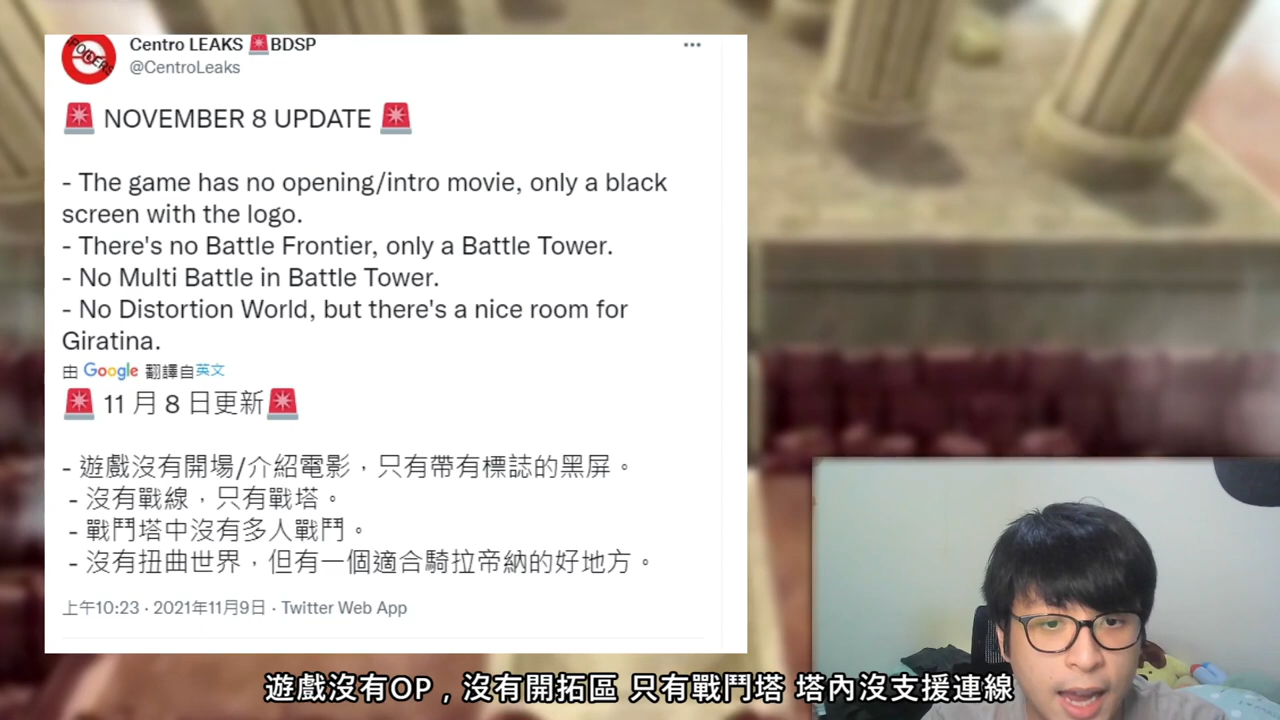 SPOILERS
Centro LEAKS 🚨BDSP
@CentroLeaks
🚨 NOVEMBER 8 UPDATE 🚨
- The game has no opening/intro movie, only a black
screen with the logo.
- There's no Battle Frontier, only a Battle Tower.
- No Multi Battle in Battle Tower.
- No Distortion World, but there's a nice room for
Giratina.
由 Google 翻譯自英文
🚨 11 月 8 日更新🚨
- 遊戲沒有開場/介紹電影，只有帶有標誌的黑屏。
- 沒有戰線，只有戰塔。
- 戰鬥塔中沒有多人戰鬥。
- 沒有扭曲世界，但有一個適合騎拉帝納的好地方。
上午10:23 · 2021年11月9日 · Twitter Web App
遊戲沒有OP，沒有開拓區 只有戰鬥塔 塔內沒支援連線